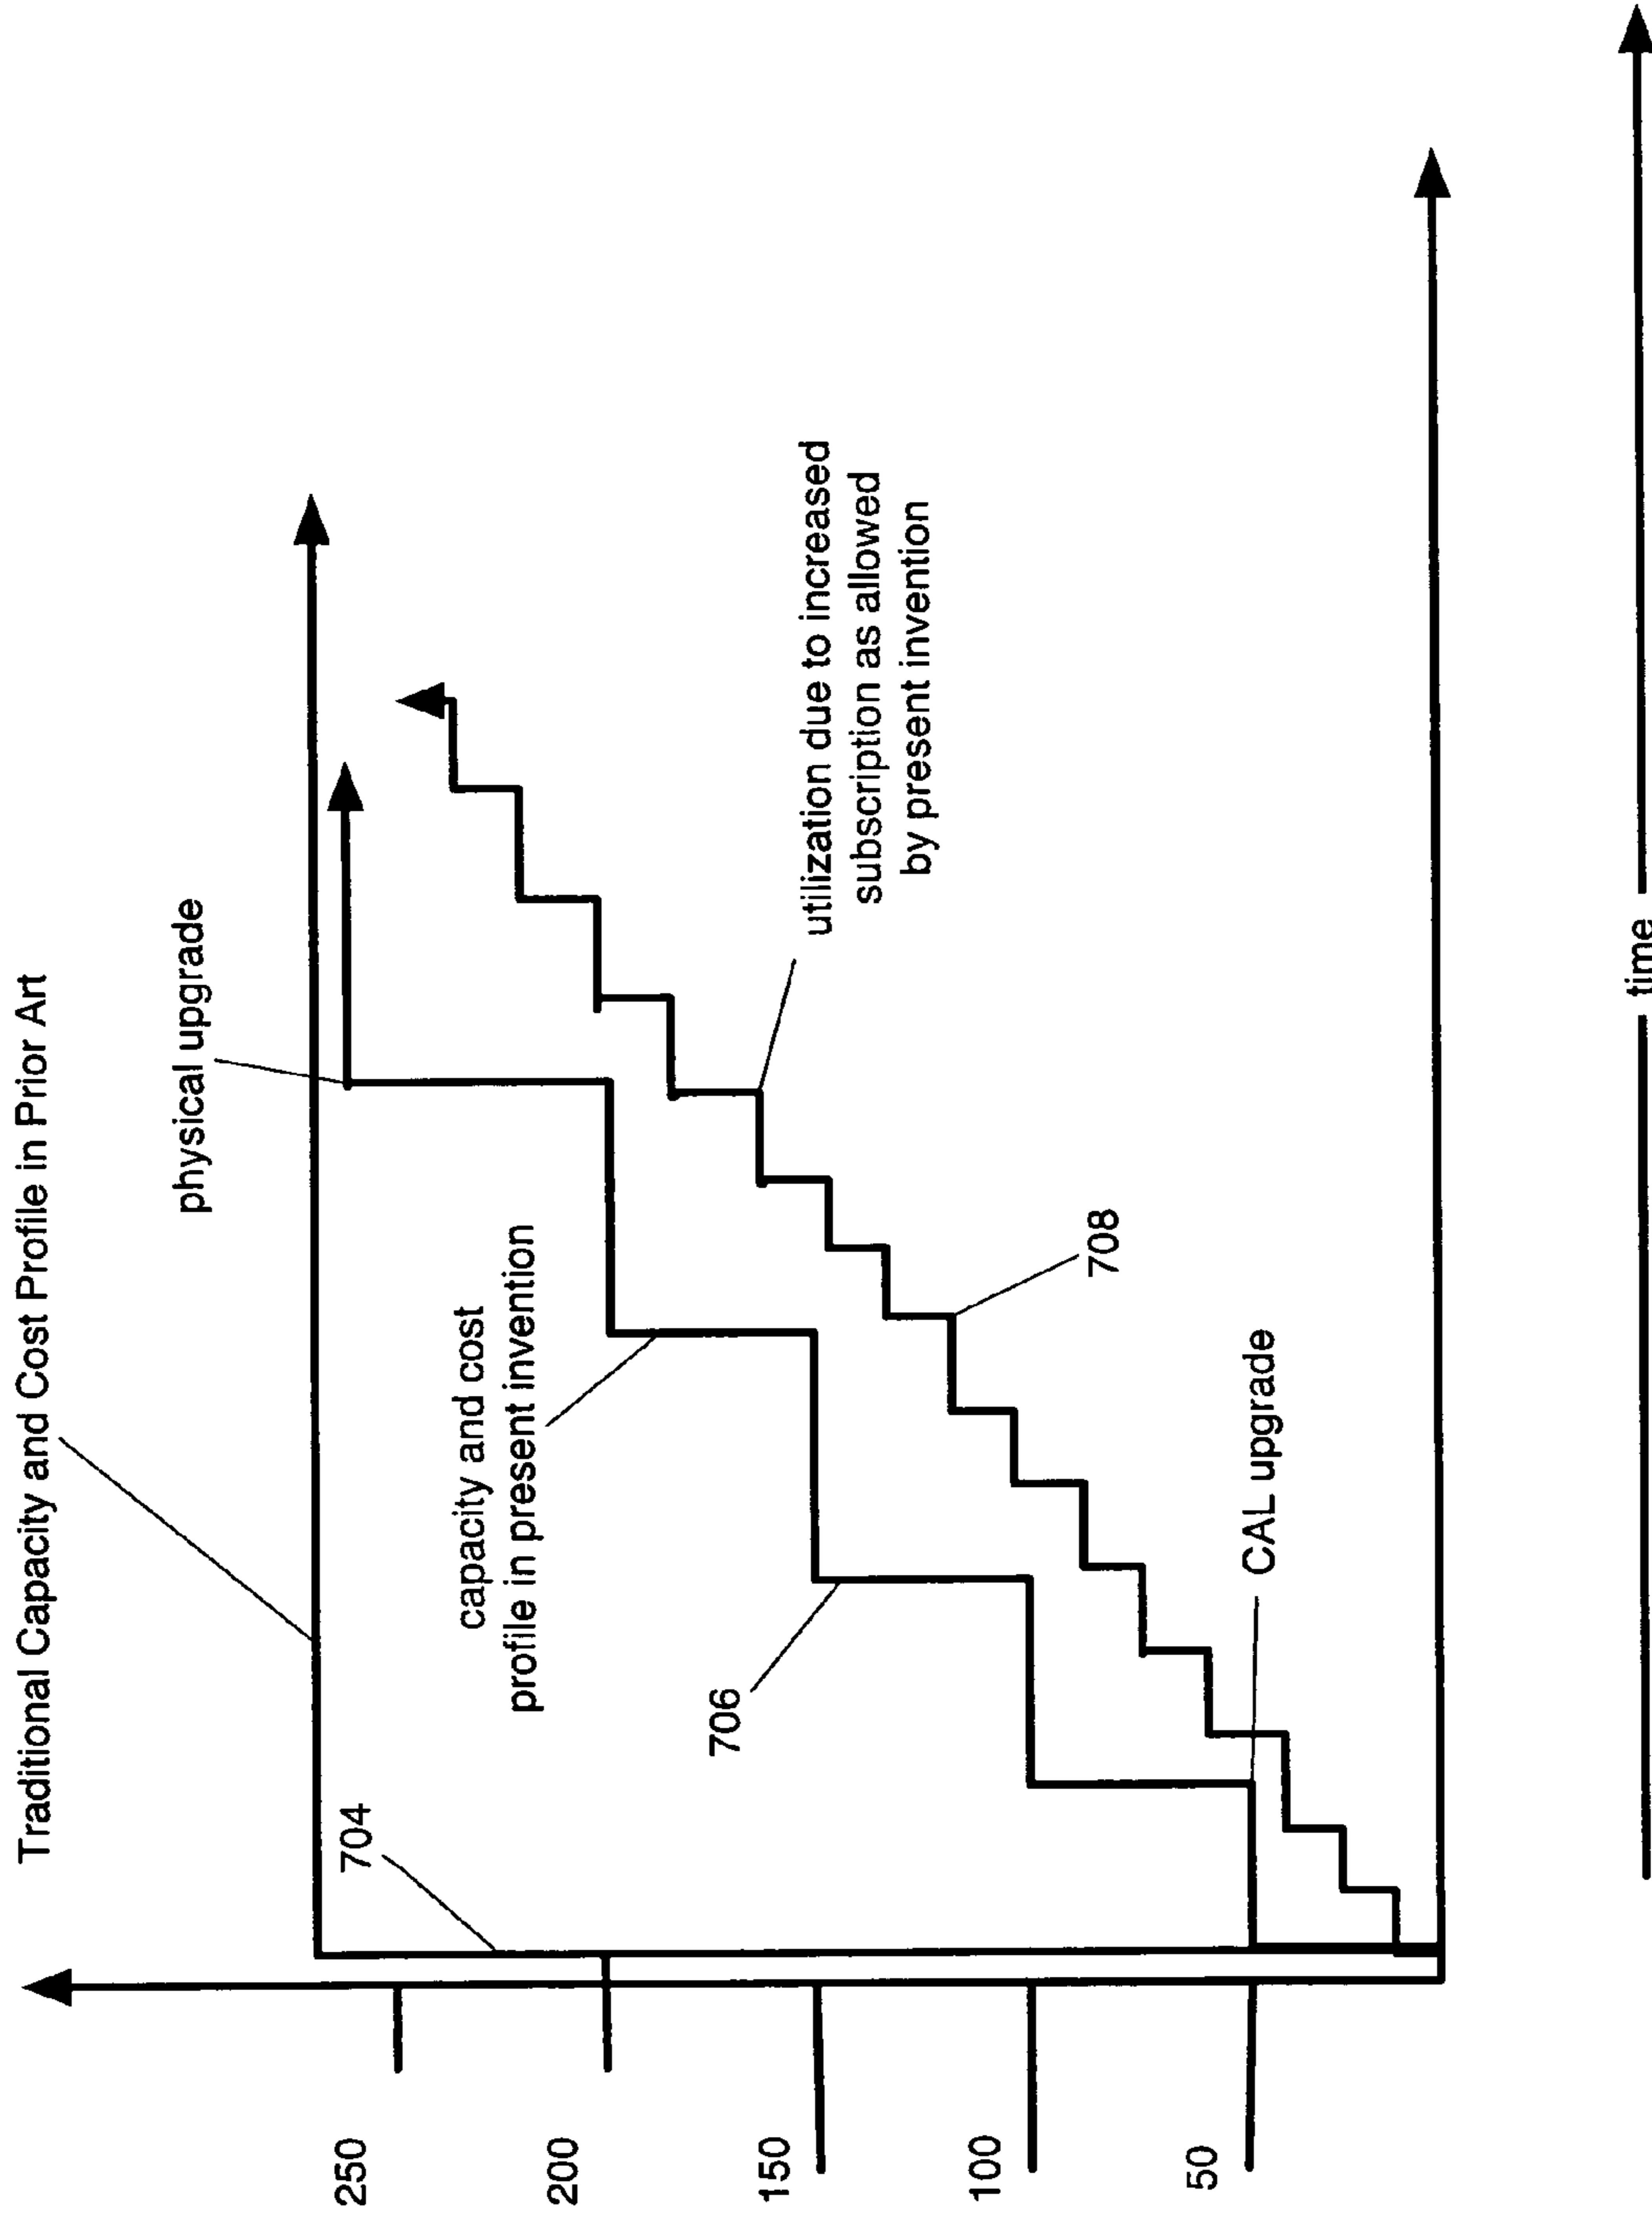 Traditional Capacity and Cost Profile in Prior Art
physical upgrade
704
capacity and cost
profile in present invention
706
utilization due to increased
subscription as allowed
by present invention
708
CAL upgrade
250
200
150
100
50
time